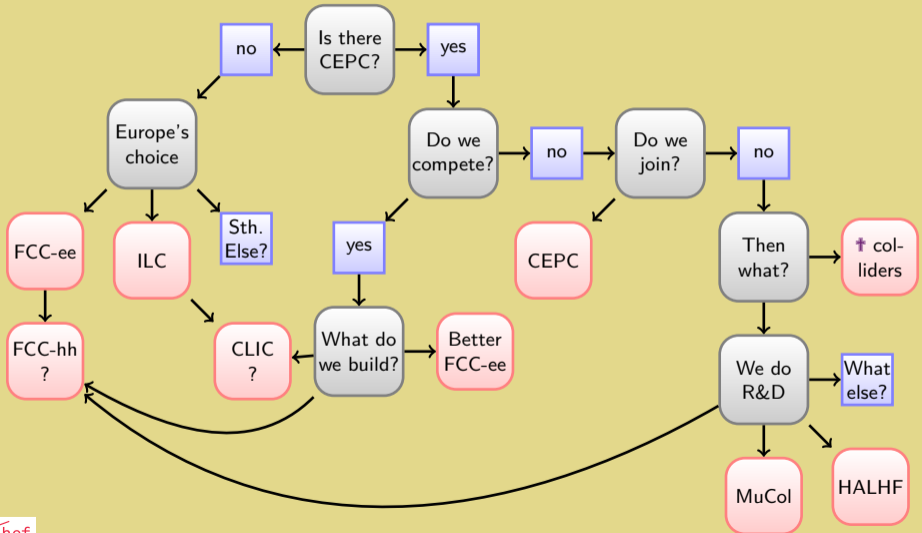 Is there
CEPC?
no
yes
Europe's
choice
Do we
compete?
no
Do we
join?
no
FCC-ee
ILC
Sth.
Else?
yes
CEPC
Then
what?
✝ col-
liders
FCC-hh
?
CLIC
?
What do
we build?
Better
FCC-ee
We do
R&D
What
else?
MuCol
HALHF